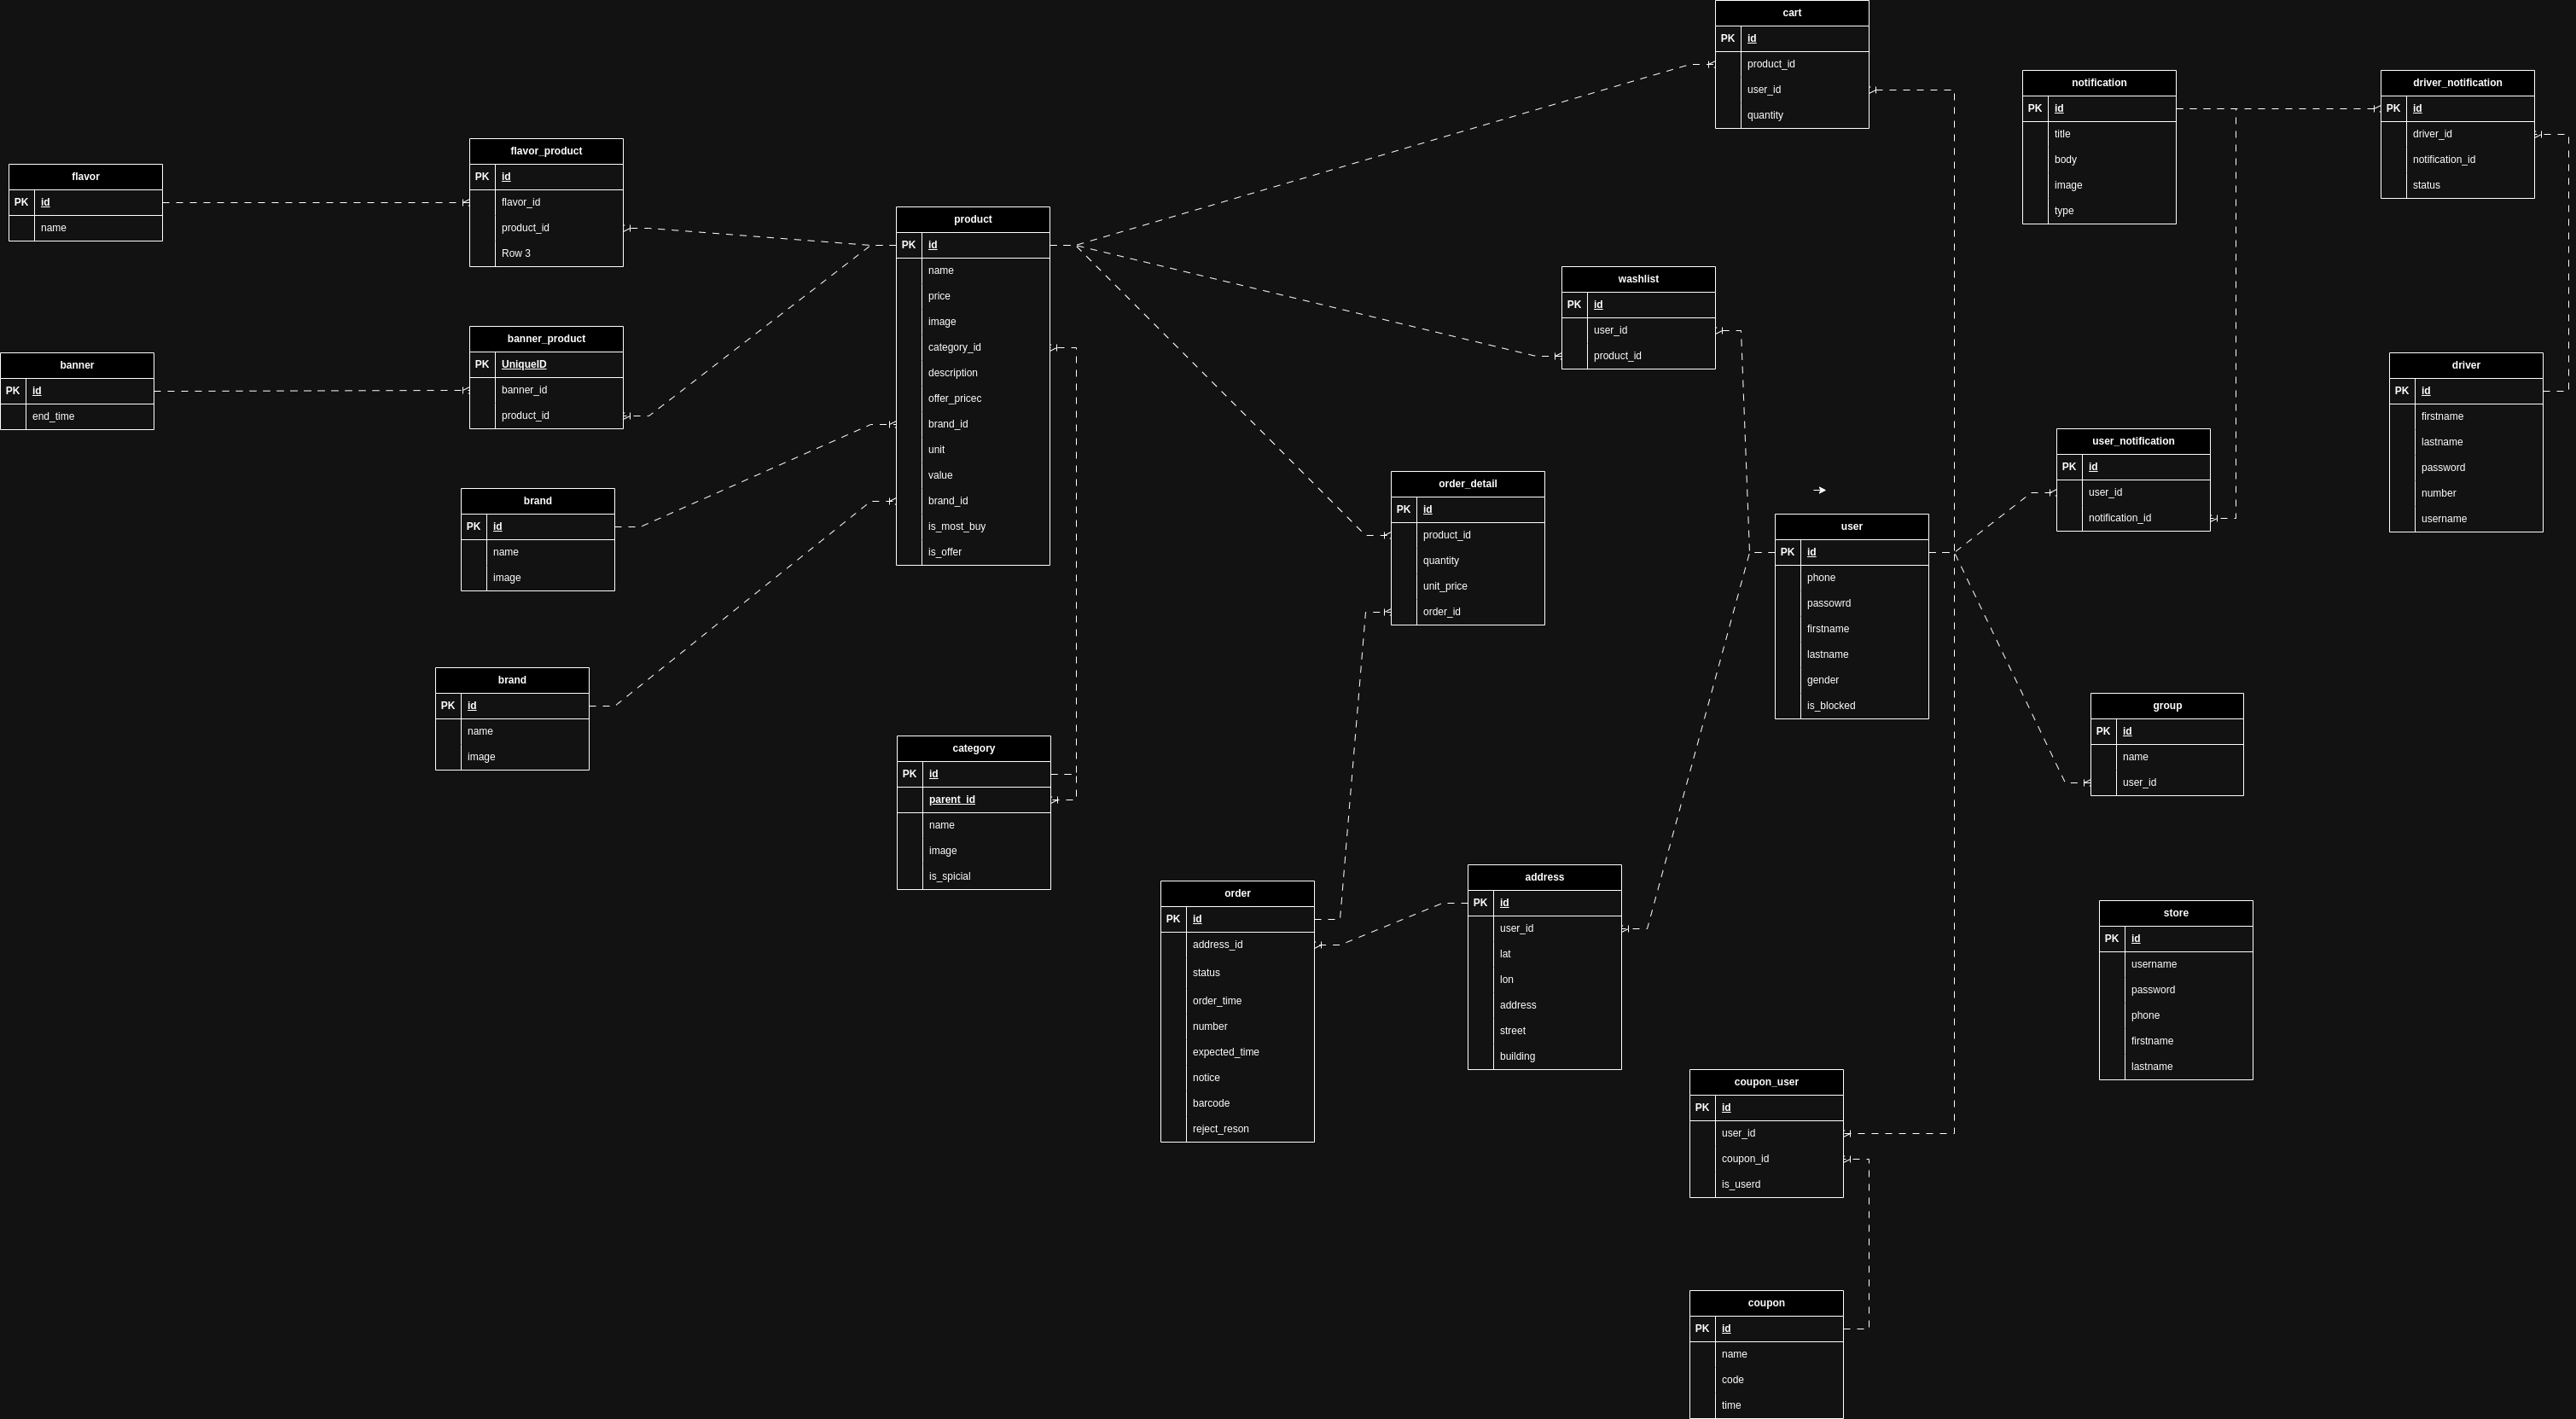 cart
PK id
product_id
user_id
quantity
notification
PK id
title
body
image
type
driver_notification
PK id
driver_id
notification_id
status
flavor
PK id
name
flavor_product
PK id
flavor_id
product_id
Row 3
product
PK id
name
price
image
category_id
description
offer_pricec
brand_id
unit
value
brand_id
is_most_buy
is_offer
washlist
PK id
user_id
product_id
banner
PK id
end_time
banner_product
PK UniqueID
banner_id
product_id
driver
PK id
firstname
lastname
password
number
username
user_notification
PK id
user_id
notification_id
brand
PK id
name
image
order_detail
PK id
product_id
quantity
unit_price
order_id
user
PK id
phone
passowrd
firstname
lastname
gender
is_blocked
brand
PK id
name
image
group
PK id
name
user_id
category
PK id
parent_id
name
image
is_spicial
order
PK id
address_id
status
order_time
number
expected_time
notice
barcode
reject_reson
address
PK id
user_id
lat
lon
address
street
building
store
PK id
username
password
phone
firstname
lastname
coupon_user
PK id
user_id
coupon_id
is_userd
coupon
PK id
name
code
time